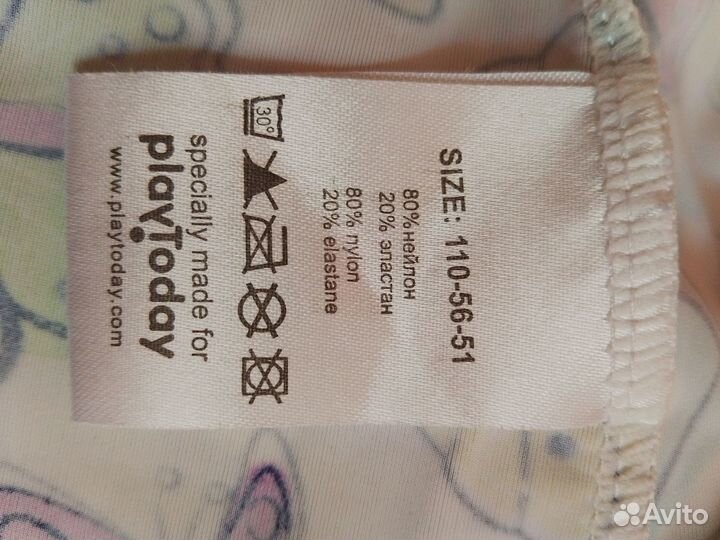 SIZE: 110-56-51
80%нейлон
20% эластан
80% nylon
20% elastane
30°
specially made for
playToday
www.playtoday.com
Avito